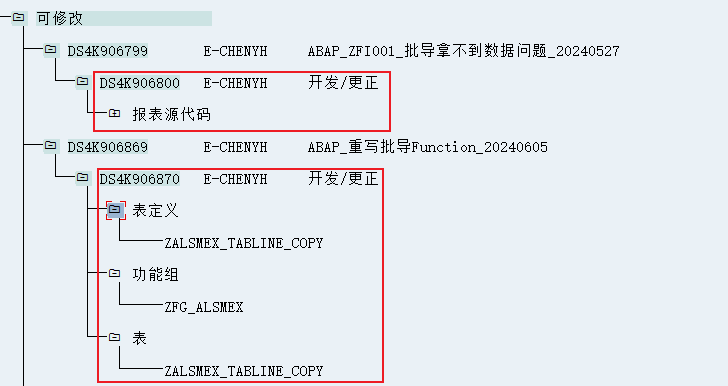 可修改
DS4K906799 E-CHENYH ABAP_ZFI001_批导拿不到数据问题_20240527
DS4K906800 E-CHENYH 开发/更正
报表源代码
DS4K906869 E-CHENYH ABAP_重写批导Function_20240605
DS4K906870 E-CHENYH 开发/更正
表定义
ZALSMEX_TABLINE_COPY
功能组
ZFG_ALSMEX
表
ZALSMEX_TABLINE_COPY